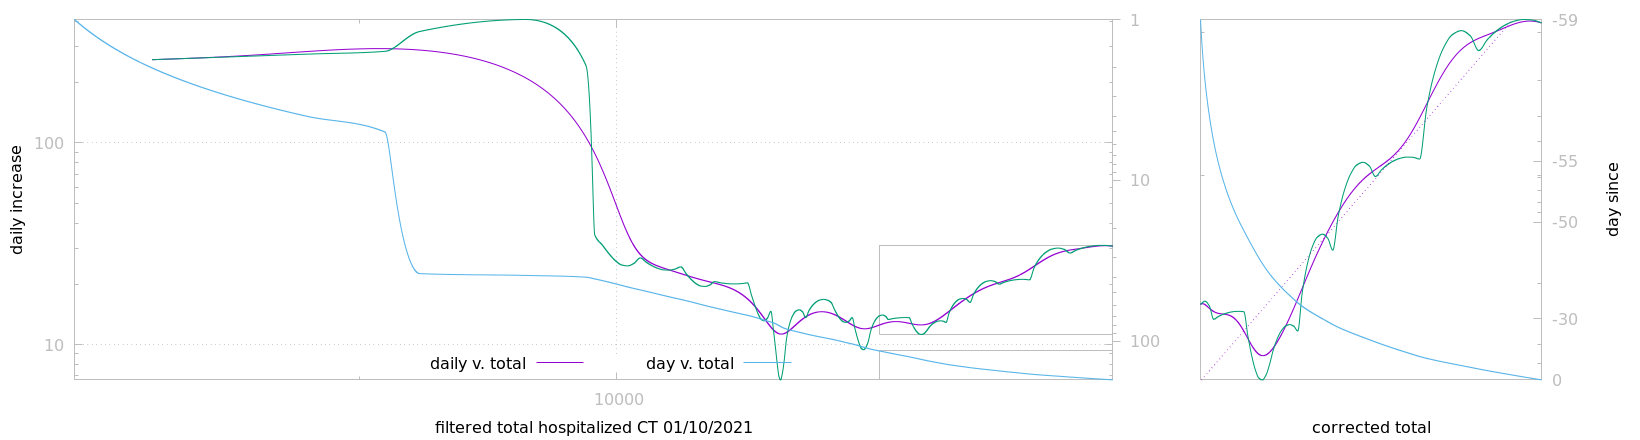 daily increase
100
10
daily v. total
day v. total
10000
filtered total hospitalized CT 01/10/2021
1
10
100
-59
-55
-50
-30
0
day since
corrected total